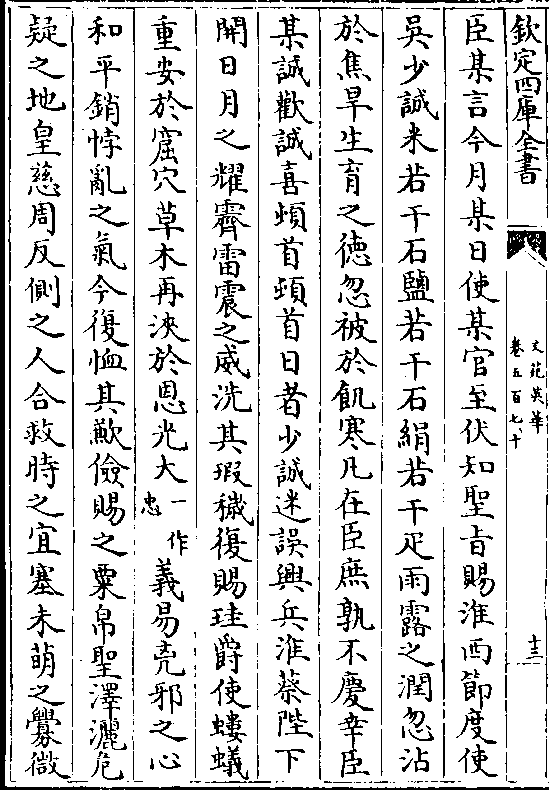 欽定四庫全書
文苑英華
卷五百七十
十三
臣某言今月某日使某官至伏知聖旨賜淮西節度使
吳少誠米若干石鹽若干石絹若干疋雨露之潤忽沾
於焦旱生育之徳忽被於飢寒凡在臣庶孰不慶幸臣
某誠歡誠喜頓首頓首日者少誠迷誤興兵淮蔡陛下
開日月之耀霽雷霆之威洗其瑕穢復賜珪爵使螻蟻
重安於窟穴草木再浹於恩光大一作忠義易亮邪之心
和平銷悖亂之氣今復恤其歉儉賜之粟帛聖澤灑危
疑之地皇慈周反側之人合救時之宜塞未萌之釁微